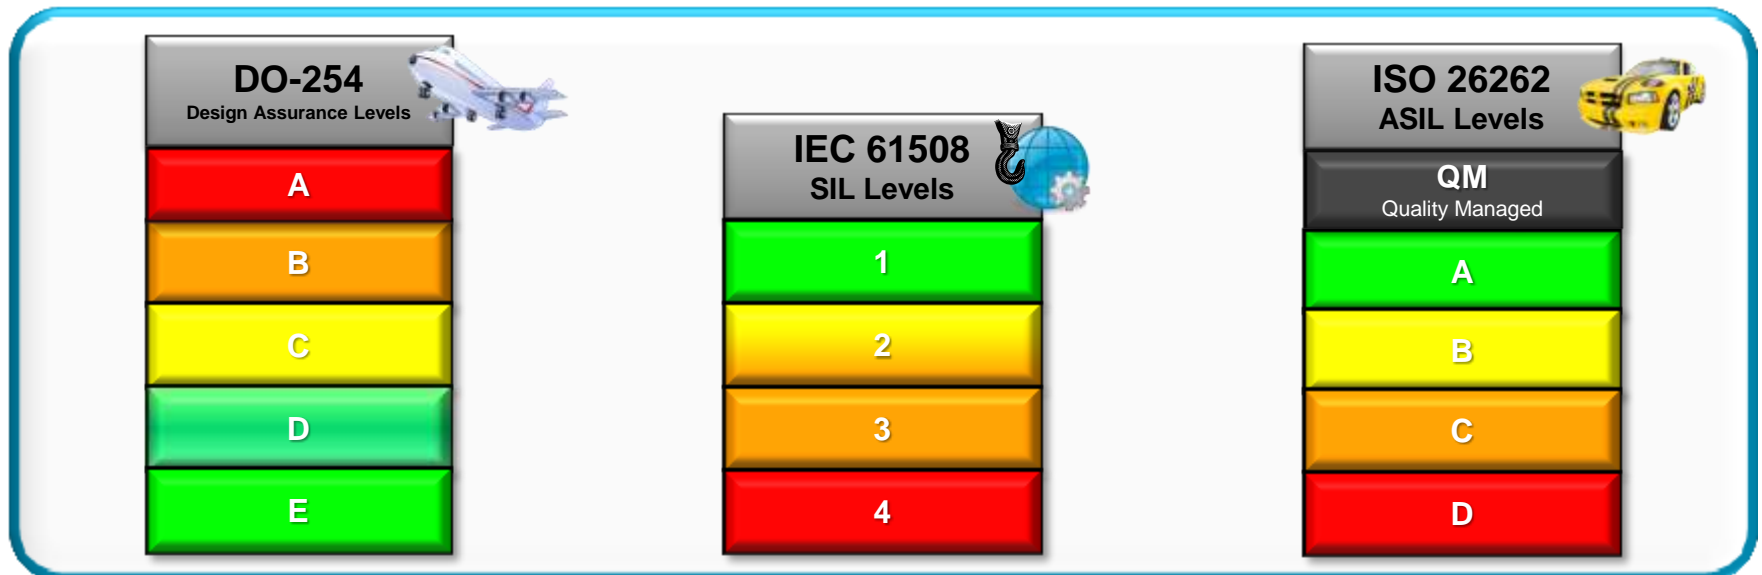 DO-254
Design Assurance Levels
A
B
C
D
E
IEC 61508
SIL Levels
1
2
3
4
ISO 26262
ASIL Levels
QM
Quality Managed
A
B
C
D